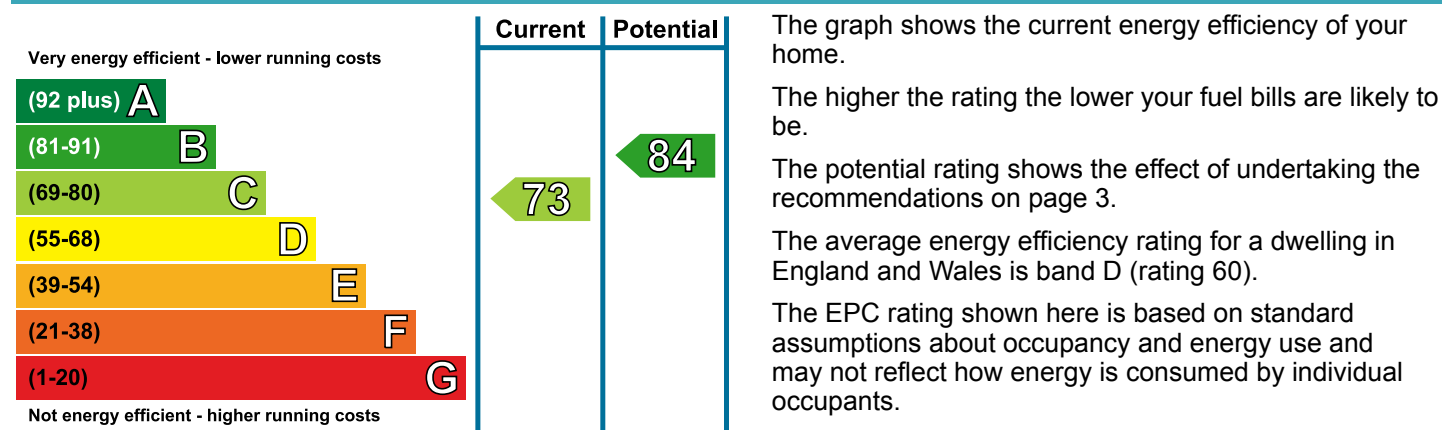 Current Potential
Very energy efficient - lower running costs
(92 plus) A
(81-91) B
84
(69-80) C
73
(55-68) D
(39-54) E
(21-38) F
(1-20) G
Not energy efficient - higher running costs
The graph shows the current energy efficiency of your
home.
The higher the rating the lower your fuel bills are likely to
be.
The potential rating shows the effect of undertaking the
recommendations on page 3.
The average energy efficiency rating for a dwelling in
England and Wales is band D (rating 60).
The EPC rating shown here is based on standard
assumptions about occupancy and energy use and
may not reflect how energy is consumed by individual
occupants.